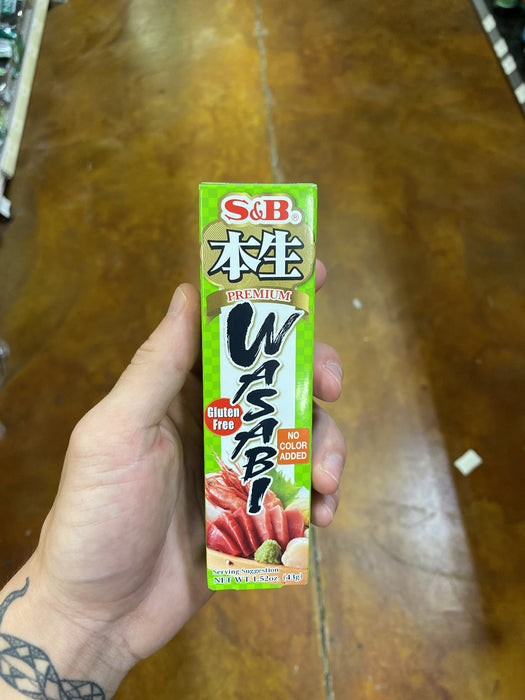 S&B®
本生
PREMIUM
WASABI
Gluten
Free
NO
COLOR
ADDED
Serving Suggestion
NET WT 1.52oz (43g)